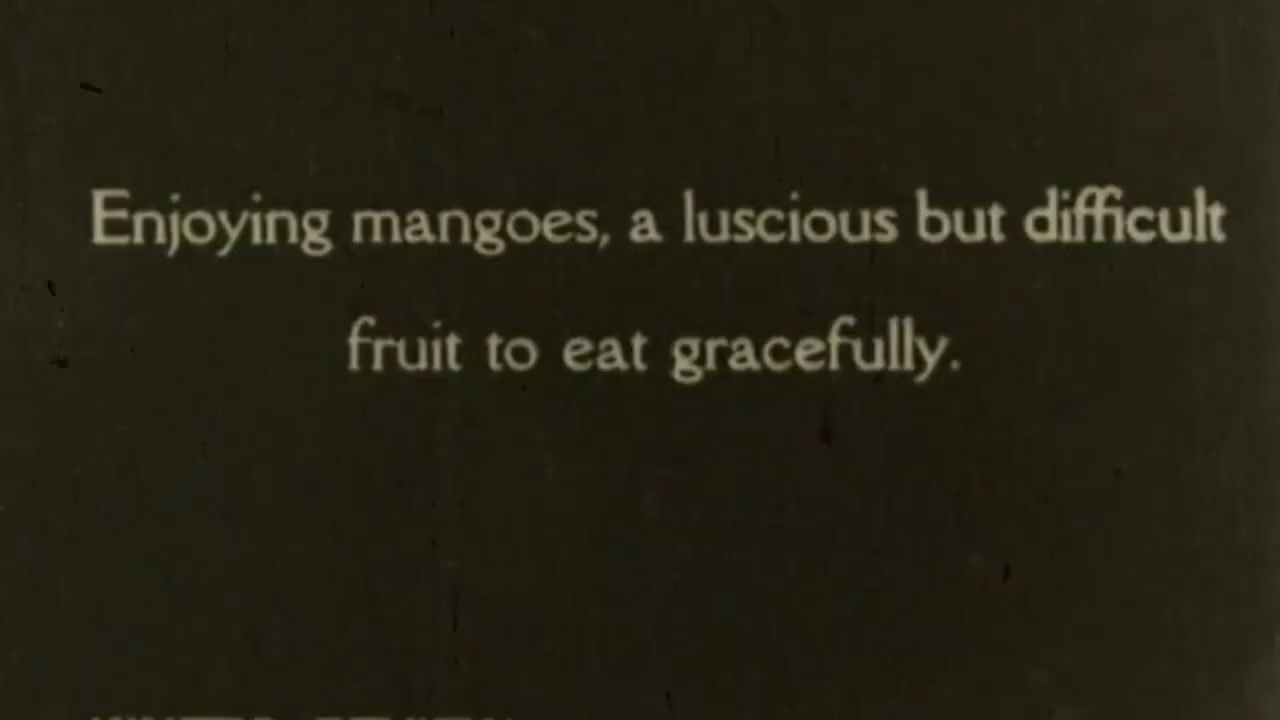 Enjoying mangoes, a luscious but difficult
fruit to eat gracefully.